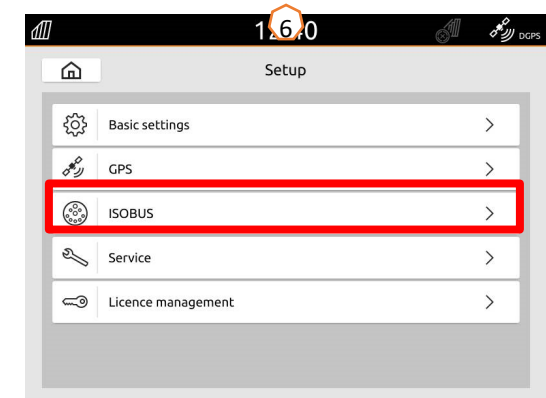 6
DGPS
Setup
Basic settings
GPS
ISOBUS
Service
Licence management